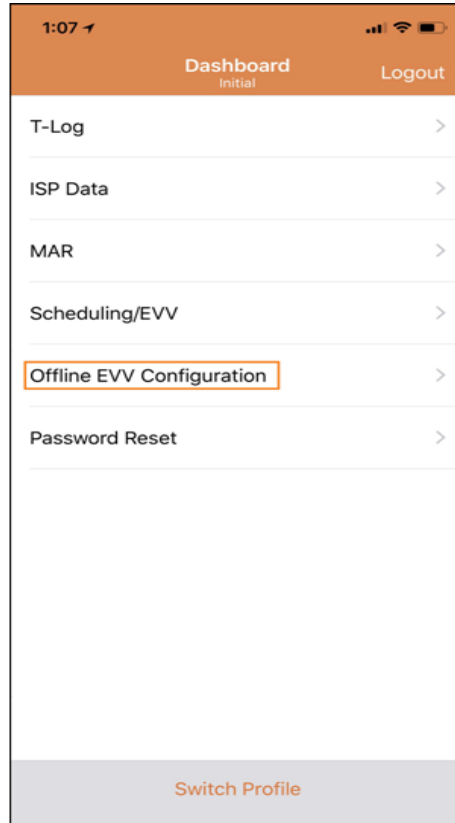 1:07
Dashboard
Initial
Logout
T-Log
ISP Data
MAR
Scheduling/EVV
Offline EVV Configuration
Password Reset
Switch Profile